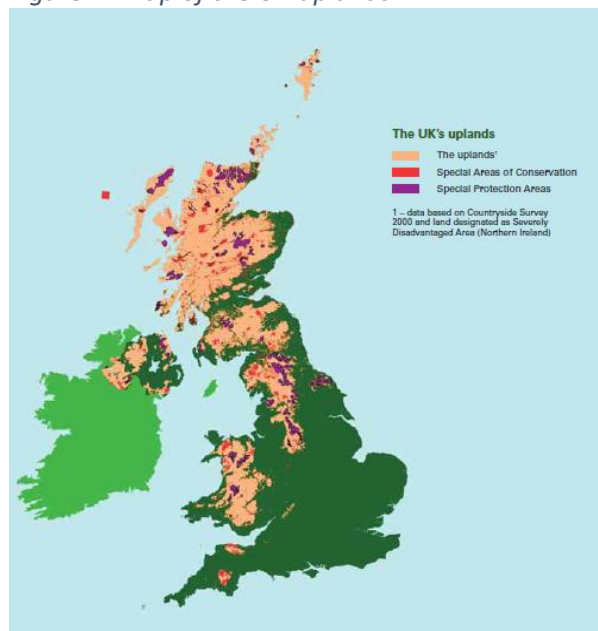 The UK's uplands
The uplands¹
Special Areas of Conservation
Special Protection Areas
1 – data based on Countryside Survey
2000 and land designated as Severely
Disadvantaged Area (Northern Ireland)